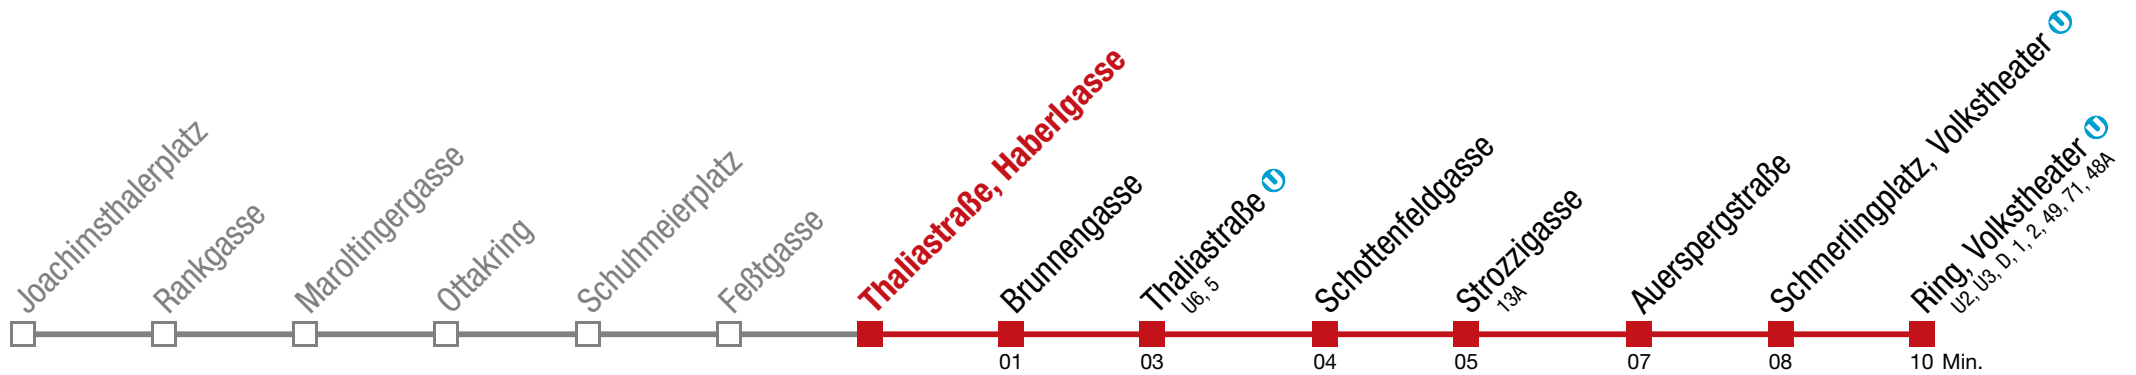 Joachimsthalerplatz
Rankgasse
Maroltingergasse
Ottakring
Schuhmeierplatz
Feßtgasse
Thaliastraße, Haberlgasse
Brunnengasse
Thaliastraße U
U6, 5
Schottenfeldgasse
Strozzigasse
13A
Auerspergstraße
Schmerlingplatz, Volkstheater U
Ring, Volkstheater U
U2, U3, D, 1, 2, 49, 71, 48A
01 03 04 05 07 08 10 Min.